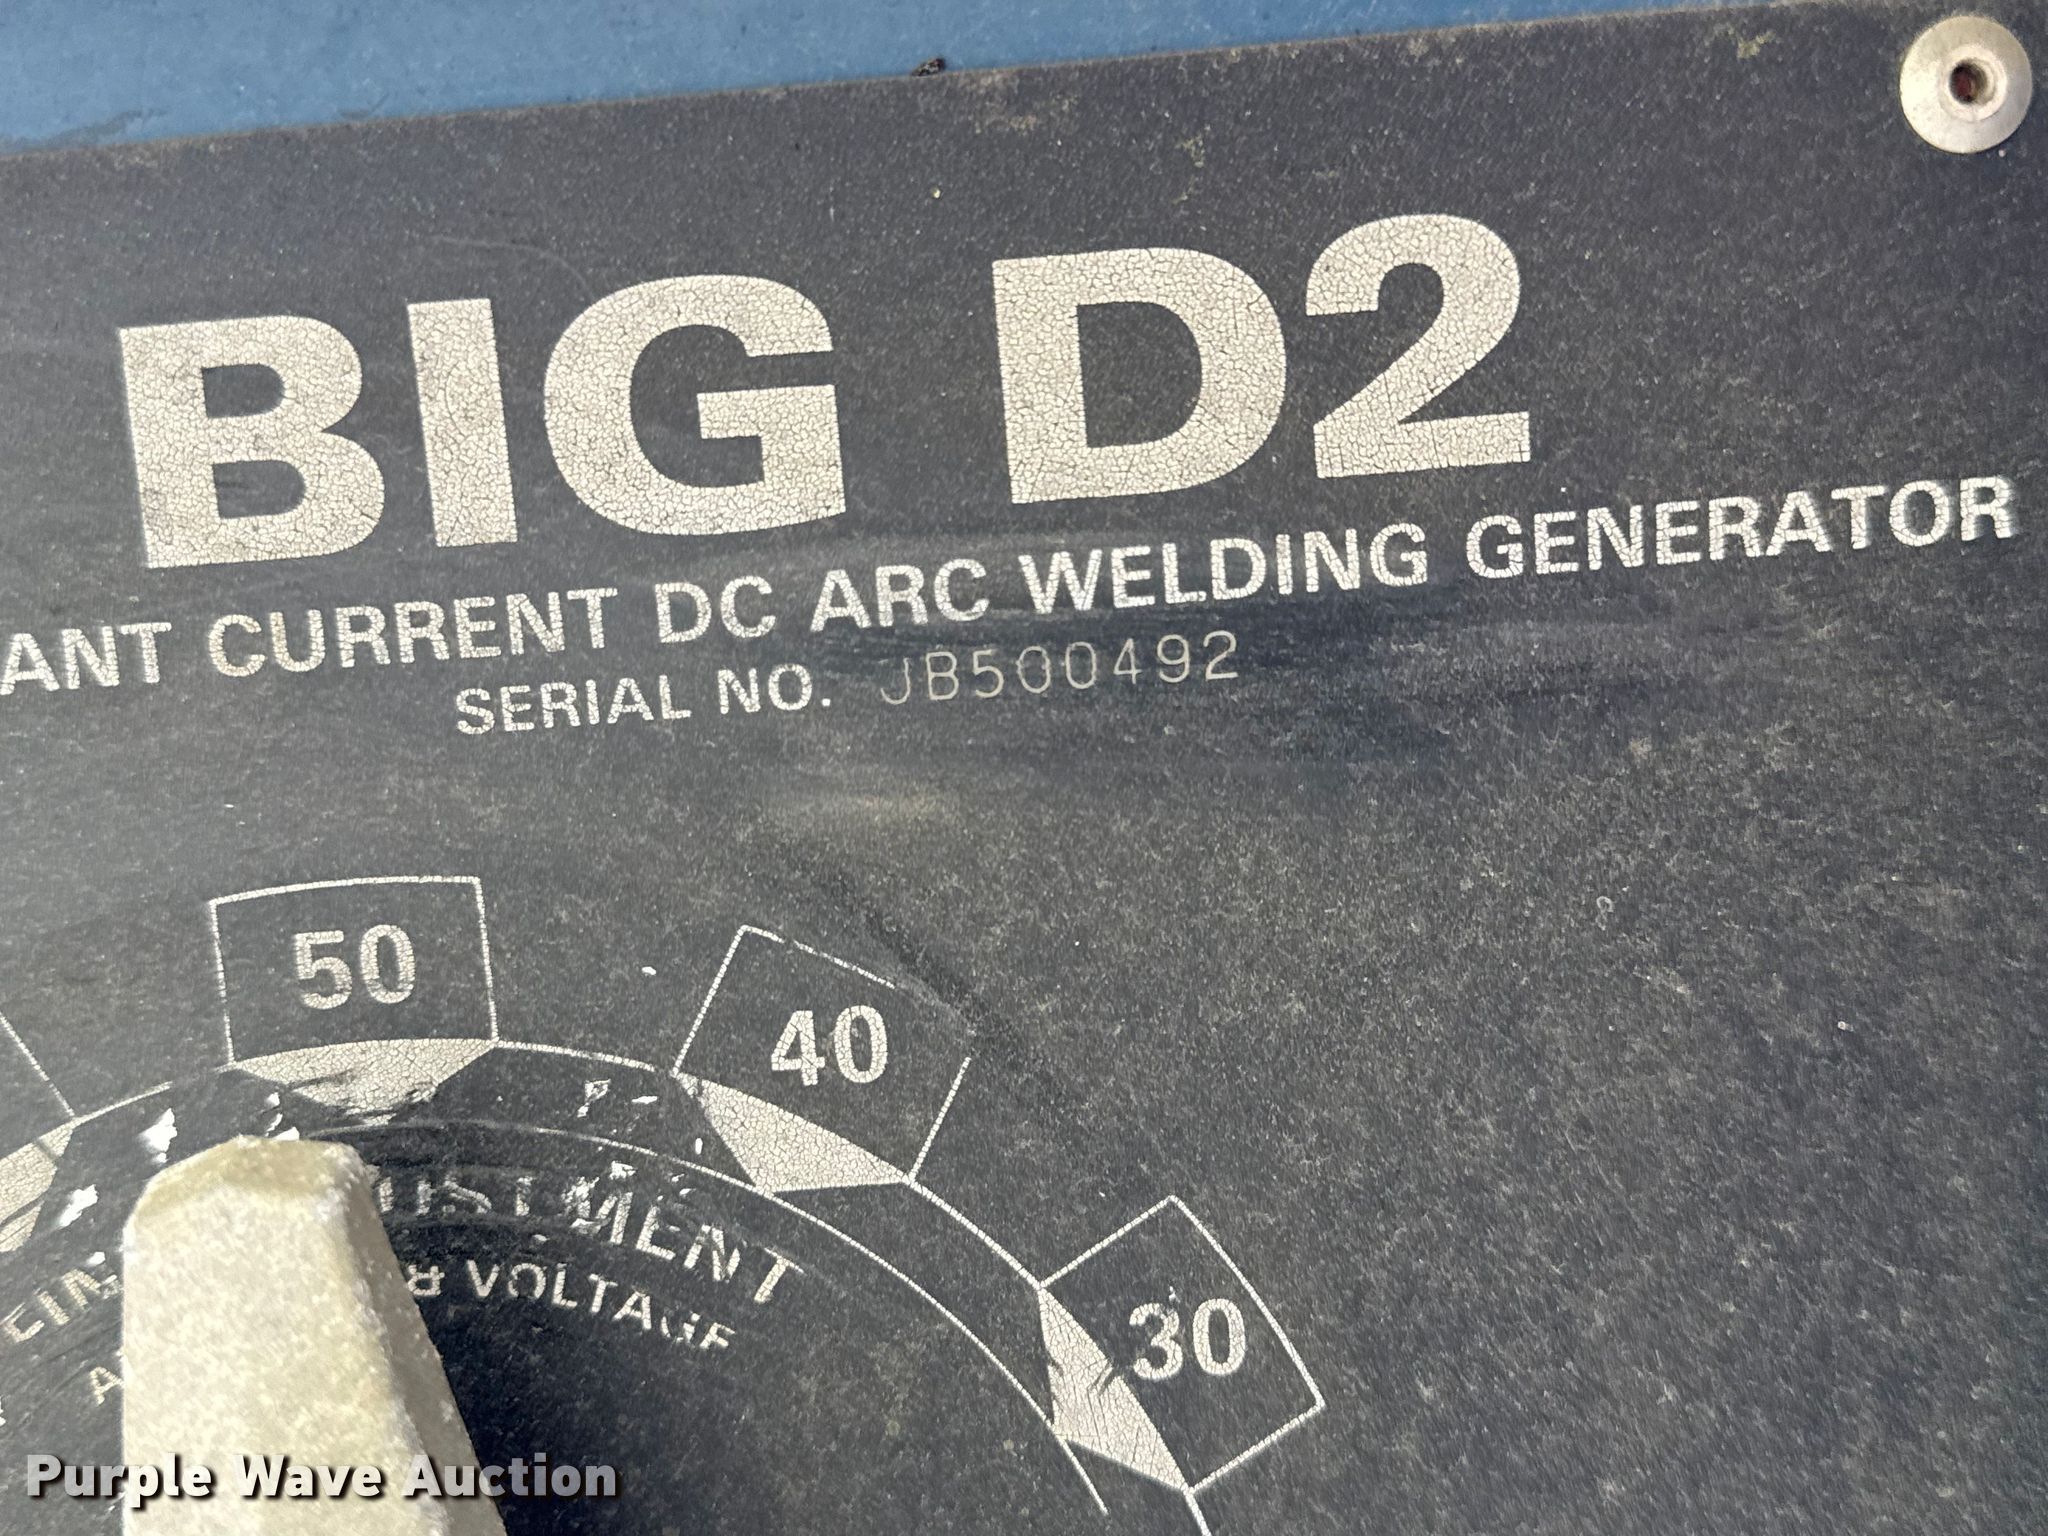 BIG D2
ANT CURRENT DC ARC WELDING GENERATOR
SERIAL NO. JB500492
50
40
30
USTMENT
VOLTAGE
Purple Wave Auction